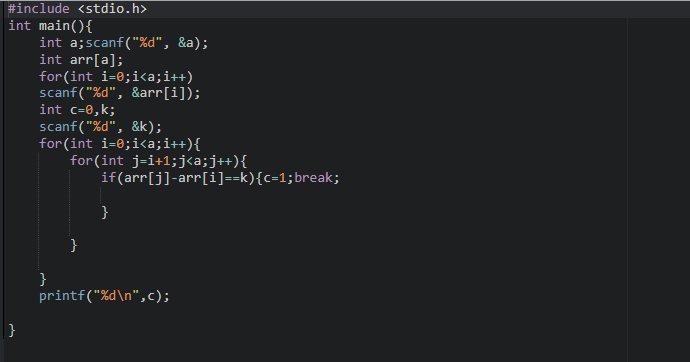 #include <stdio.h>
int main(){
    int a;scanf("%d", &a);
    int arr[a];
    for(int i=0;i<a;i++)
    scanf("%d", &arr[i]);
    int c=0,k;
    scanf("%d", &k);
    for(int i=0;i<a;i++){
        for(int j=i+1;j<a;j++){
            if(arr[j]-arr[i]==k){c=1;break;
            }
        }
    }
    printf("%d\n",c);
}